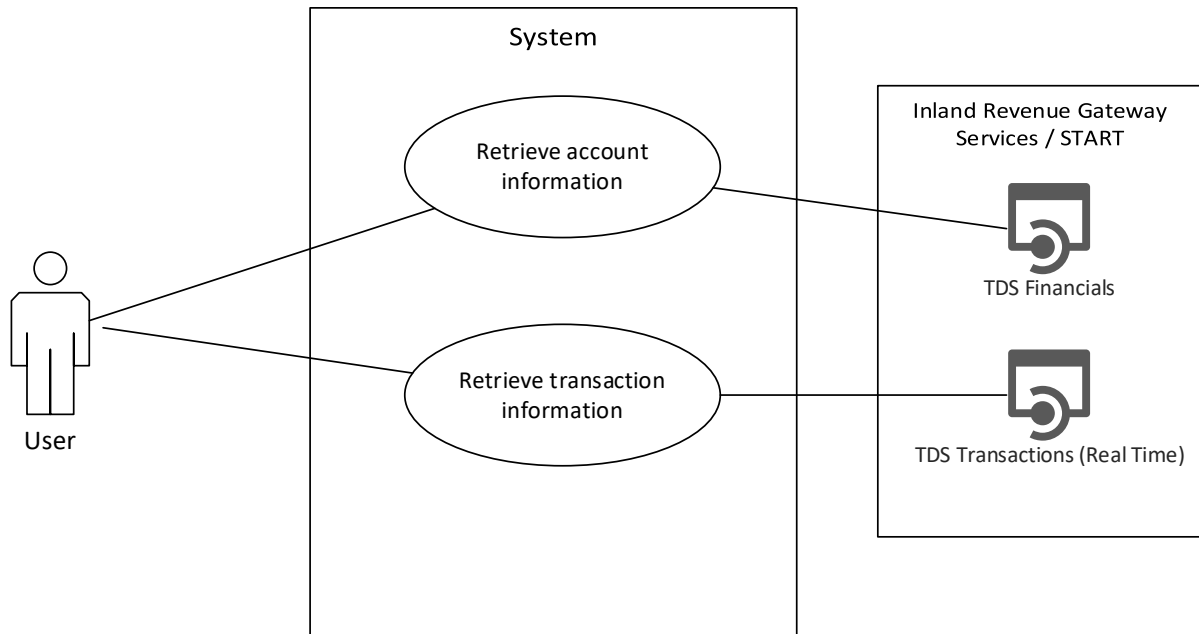 System
Retrieve account
information
Inland Revenue Gateway
Services / START
TDS Financials
User
Retrieve transaction
information
TDS Transactions (Real Time)